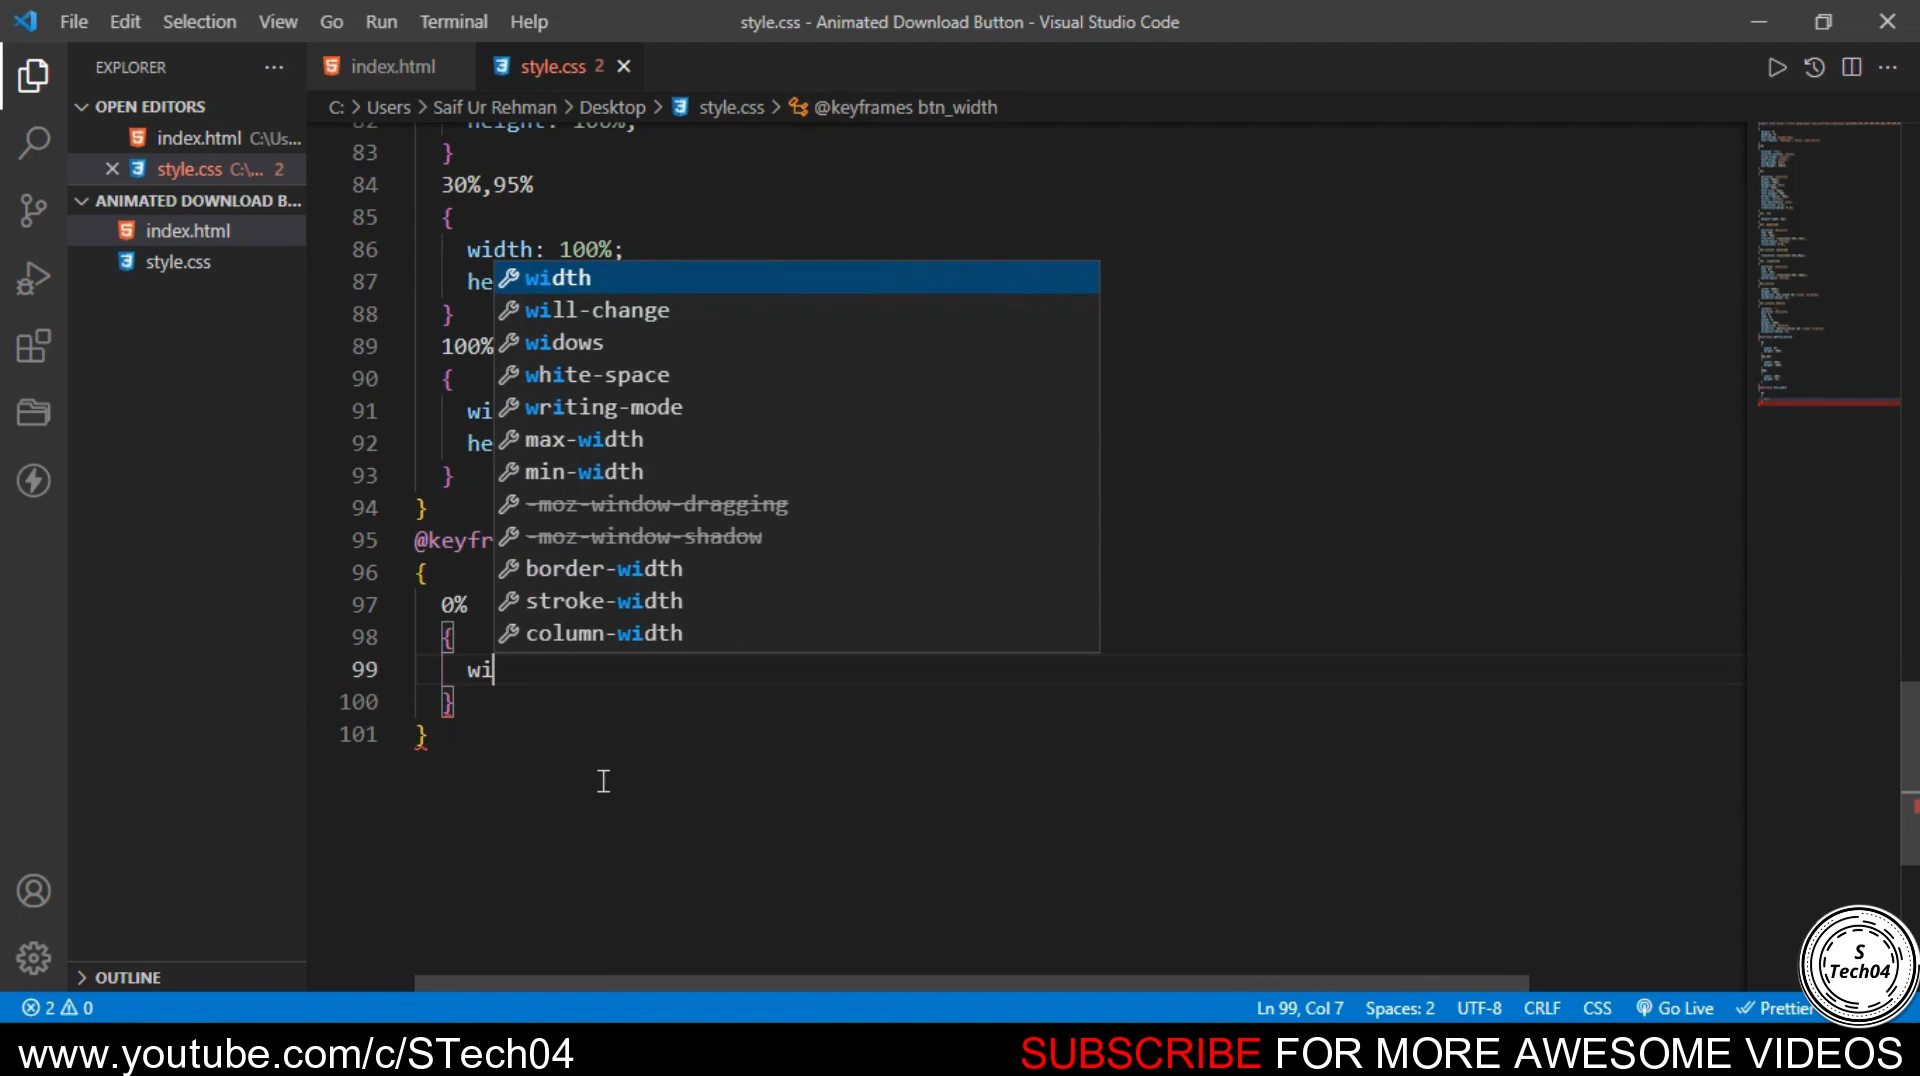 File Edit Selection View Go Run Terminal Help
style.css - Animated Download Button - Visual Studio Code
EXPLORER
index.html
style.css 2
OPEN EDITORS
index.html C:\Us...
style.css C:\... 2
ANIMATED DOWNLOAD B...
index.html
style.css
OUTLINE
C: > Users > Saif Ur Rehman > Desktop > style.css > @keyframes btn_width
83 }
84 30%,95%
85 {
86 width: 100%;
87 he
88 }
89 100%
90 {
91 wi
92 he
93 }
94 }
95 @keyfr
96 {
97 0%
98 {
99 wi
100 }
101 }
width
will-change
widows
white-space
writing-mode
max-width
min-width
-moz-window-dragging
-moz-window-shadow
border-width
stroke-width
column-width
2 0
Ln 99, Col 7 Spaces: 2 UTF-8 CRLF CSS Go Live Prettier
S
Tech04
www.youtube.com/c/STech04
SUBSCRIBE FOR MORE AWESOME VIDEOS